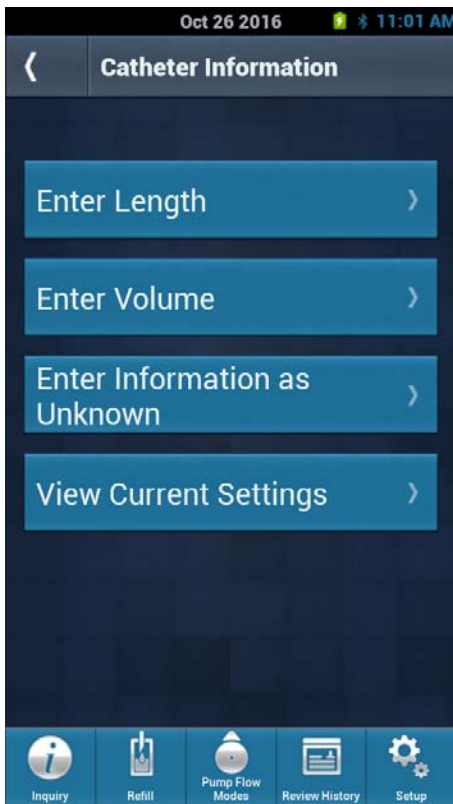 Oct 26 2016 11:01 AM
Catheter Information
Enter Length
Enter Volume
Enter Information as
Unknown
View Current Settings
Inquiry
Refill
Pump Flow
Modes
Review History
Setup